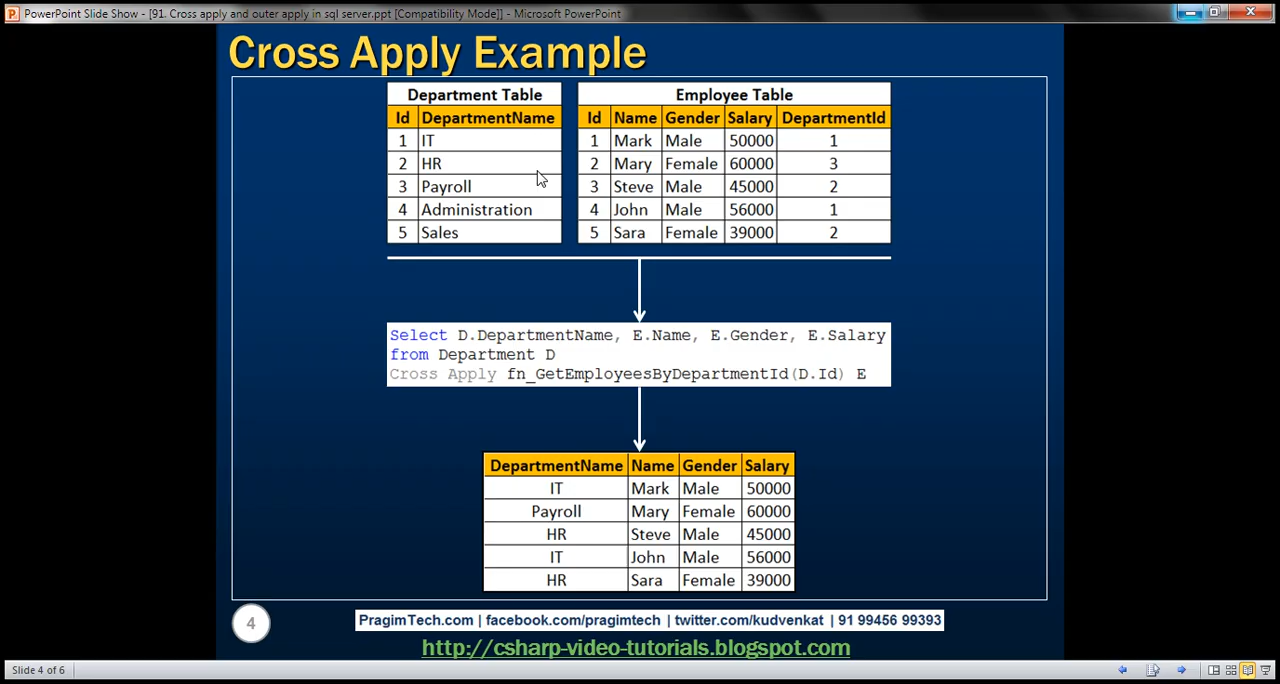 PowerPoint Slide Show - [91. Cross apply and outer apply in sql server.ppt [Compatibility Mode]] - Microsoft PowerPoint
Cross Apply Example
Department Table
Id DepartmentName
1 IT
2 HR
3 Payroll
4 Administration
5 Sales
Employee Table
Id Name Gender Salary DepartmentId
1 Mark Male 50000 1
2 Mary Female 60000 3
3 Steve Male 45000 2
4 John Male 56000 1
5 Sara Female 39000 2
Select D.DepartmentName, E.Name, E.Gender, E.Salary
from Department D
Cross Apply fn_GetEmployeesByDepartmentId(D.Id) E
DepartmentName Name Gender Salary
IT Mark Male 50000
Payroll Mary Female 60000
HR Steve Male 45000
IT John Male 56000
HR Sara Female 39000
4
PragimTech.com | facebook.com/pragimtech | twitter.com/kudvenkat | 91 99456 99393
http://csharp-video-tutorials.blogspot.com
Slide 4 of 6